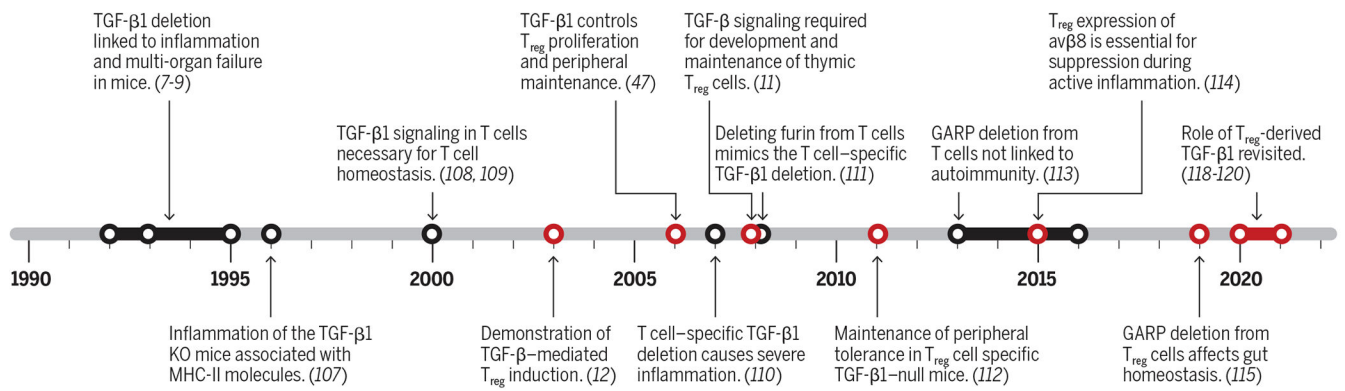 TGF-β1 deletion
linked to inflammation
and multi-organ failure
in mice. (7-9)
TGF-β1 signaling in T cells
necessary for T cell
homeostasis. (108, 109)
TGF-β1 controls
Treg proliferation
and peripheral
maintenance. (47)
TGF-β signaling required
for development and
maintenance of thymic
Treg cells. (11)
Deleting furin from T cells
mimics the T cell–specific
TGF-β1 deletion. (111)
GARP deletion from
T cells not linked to
autoimmunity. (113)
Treg expression of
avβ8 is essential for
suppression during
active inflammation. (114)
Role of Treg-derived
TGF-β1 revisited.
(118-120)
1990 1995 2000 2005 2010 2015 2020
Inflammation of the TGF-β1
KO mice associated with
MHC-II molecules. (107)
Demonstration of
TGF-β–mediated
Treg induction. (12)
T cell–specific TGF-β1
deletion causes severe
inflammation. (110)
Maintenance of peripheral
tolerance in Treg cell specific
TGF-β1–null mice. (112)
GARP deletion from
Treg cells affects gut
homeostasis. (115)